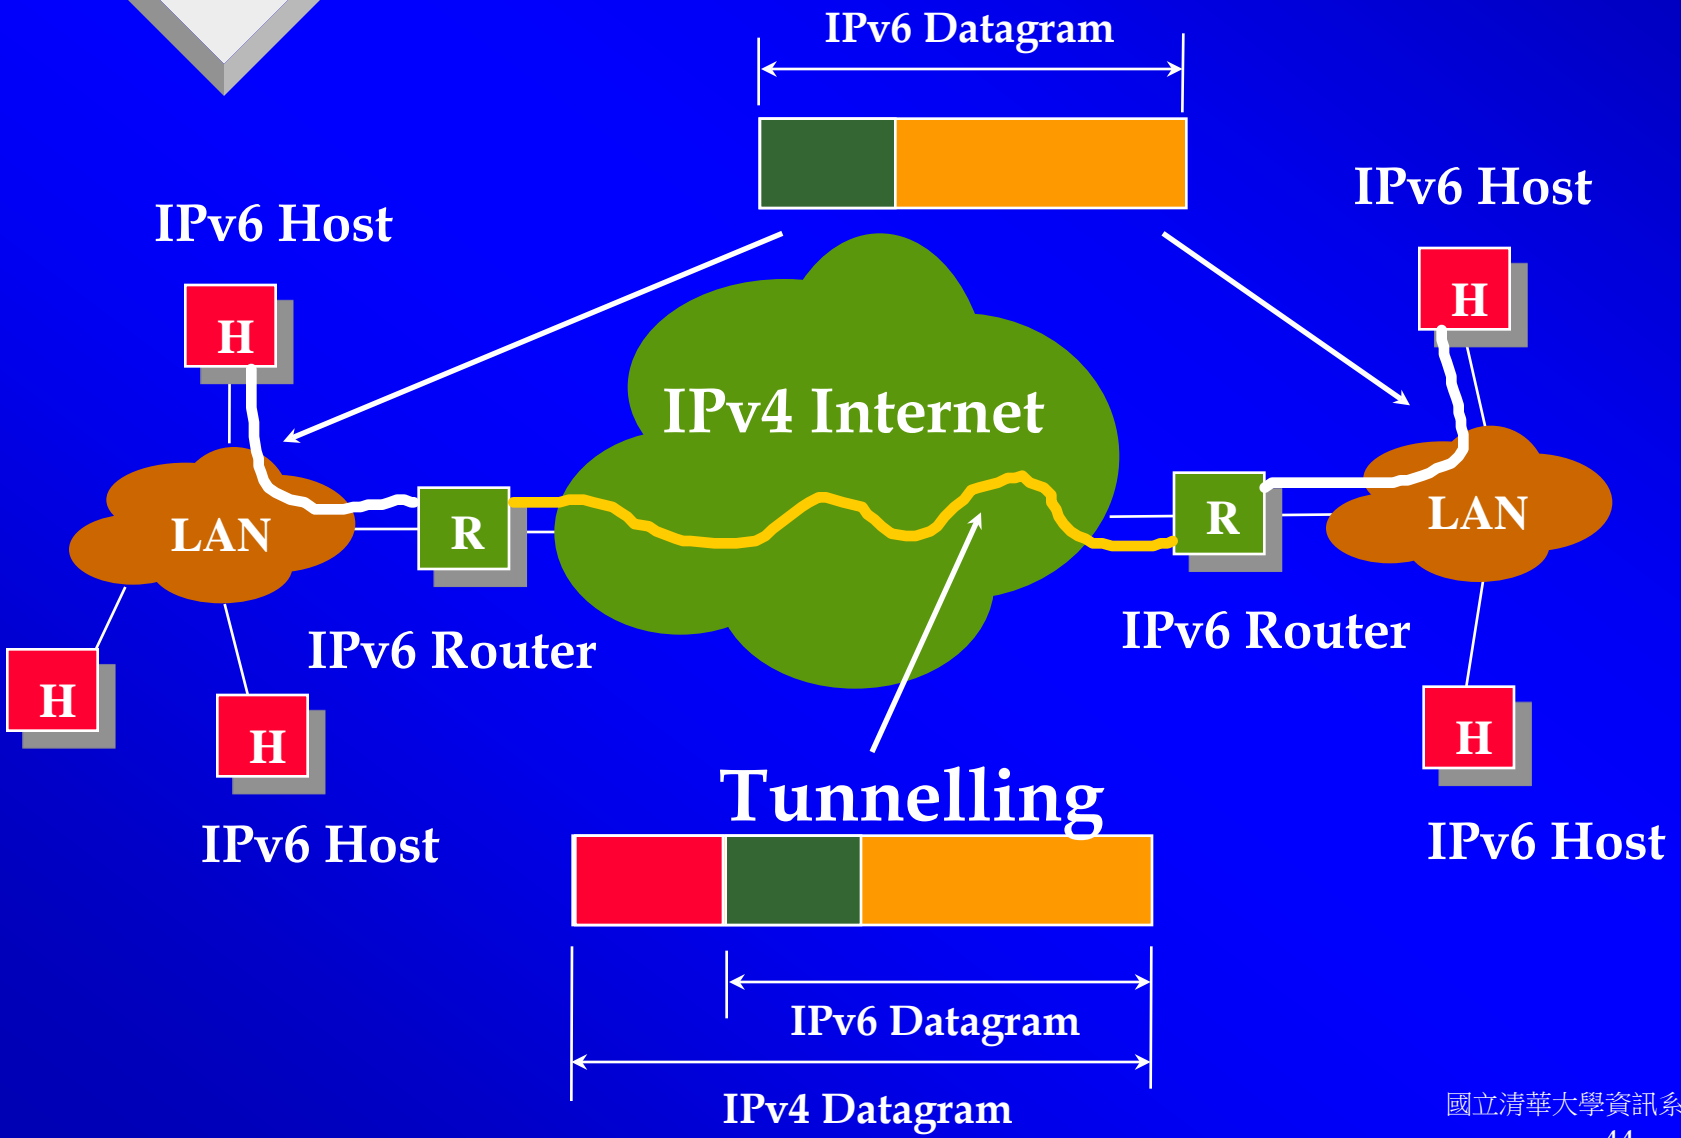 IPv6 Datagram
IPv6 Host
IPv6 Host
H
H
IPv4 Internet
LAN
R
R
LAN
IPv6 Router
IPv6 Router
H
H
H
Tunnelling
IPv6 Host
IPv6 Host
IPv6 Datagram
IPv4 Datagram
國立清華大學資訊系